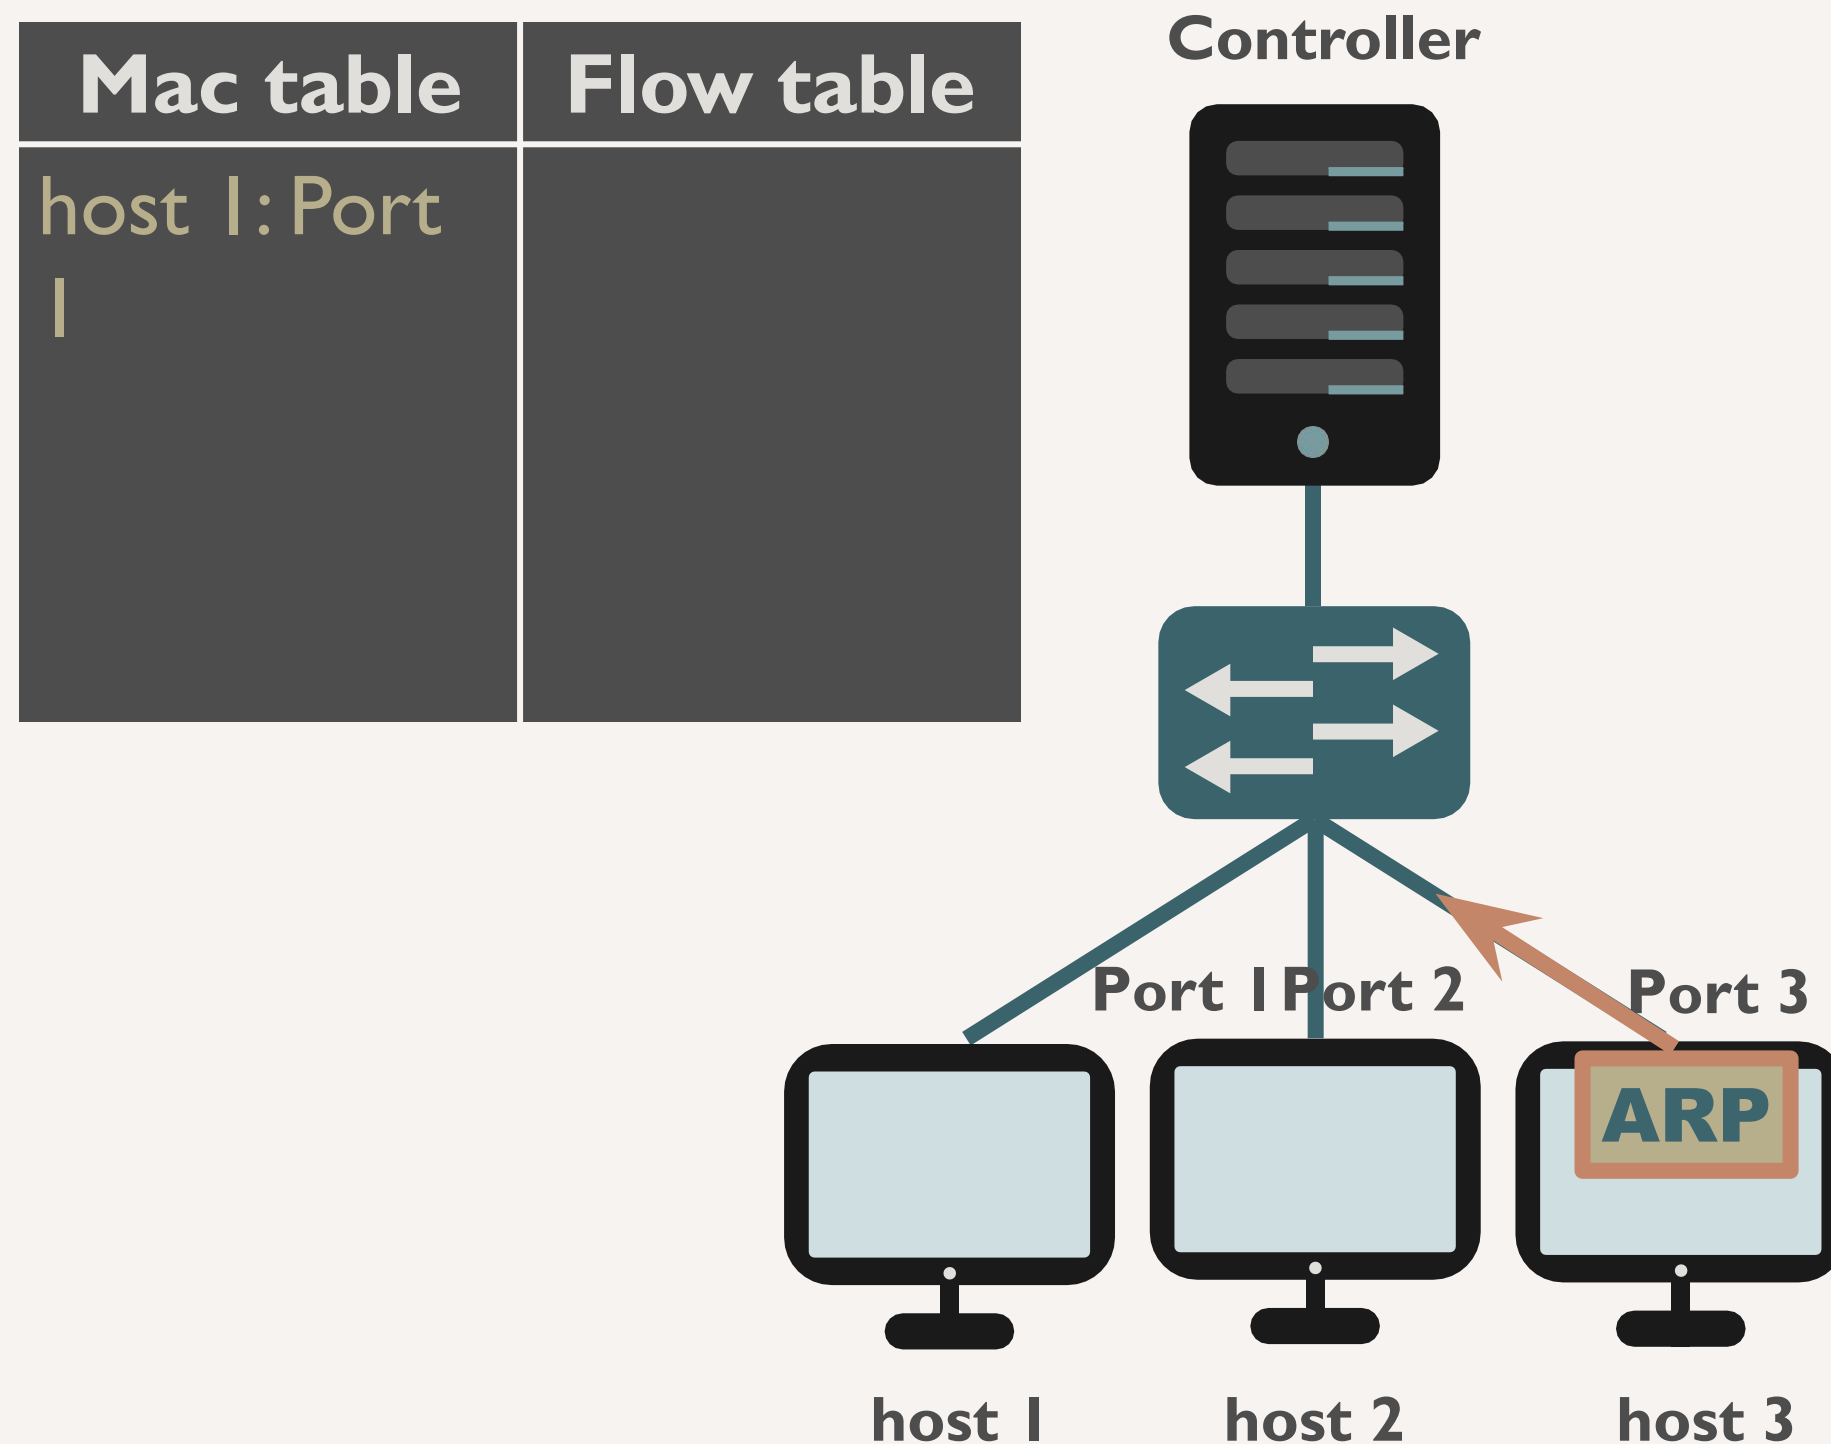 Controller
Mac table
Flow table
host 1: Port
1
Port 1
Port 2
Port 3
ARP
host 1
host 2
host 3